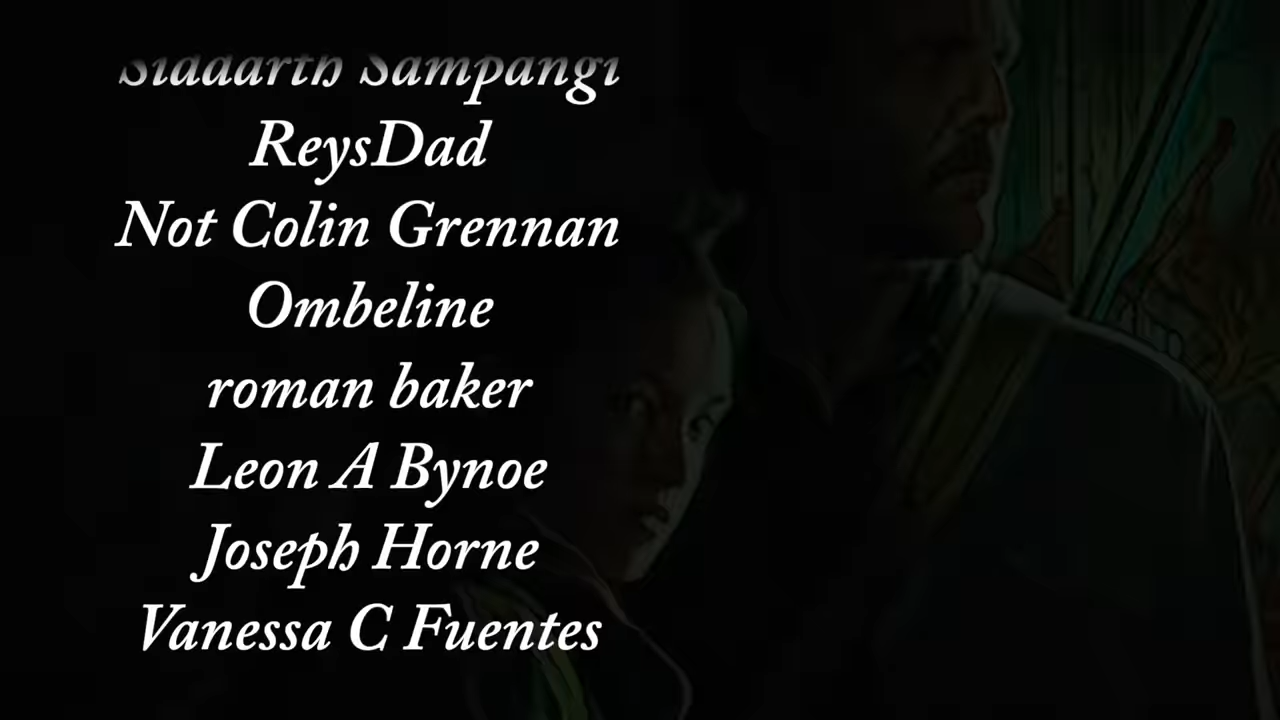 Siddarth Sampangi
ReysDad
Not Colin Grennan
Ombeline
roman baker
Leon A Bynoe
Joseph Horne
Vanessa C Fuentes